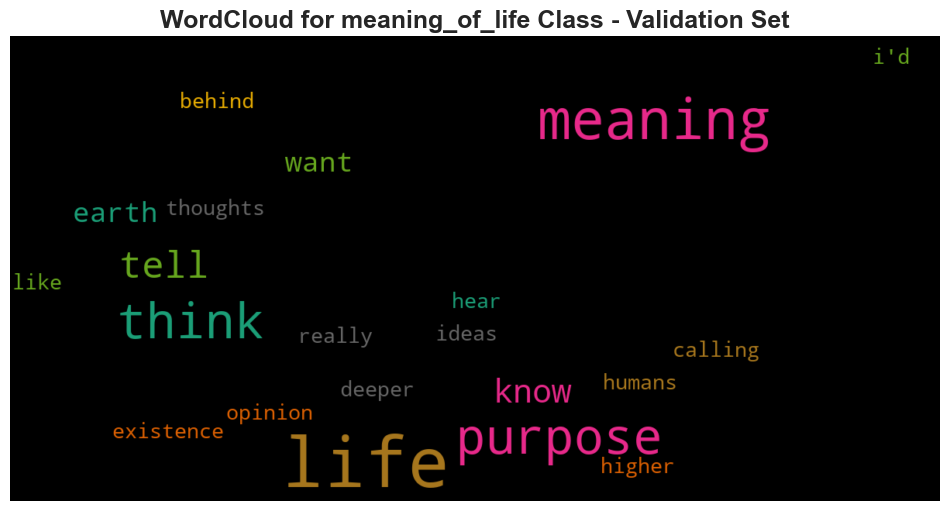 WordCloud for meaning_of_life Class - Validation Set
i'd
behind
meaning
want
earth thoughts
tell
like
think
hear
really
ideas
calling
humans
deeper
know
opinion
existence
purpose
life
higher